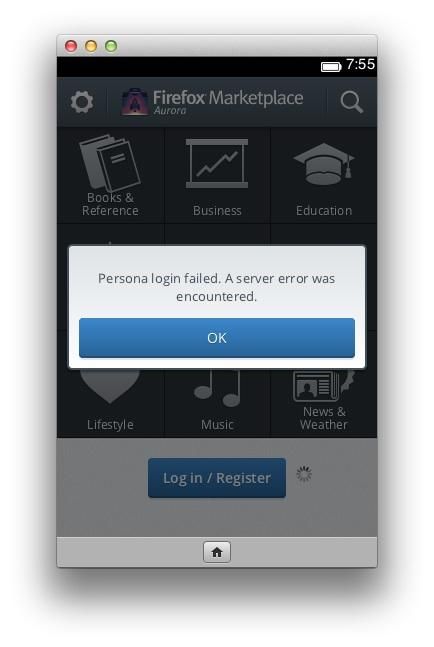 7:55
Firefox Marketplace
Aurora
Books &
Reference
Business
Education
Persona login failed. A server error was
encountered.
OK
Lifestyle
Music
News &
Weather
Log in / Register